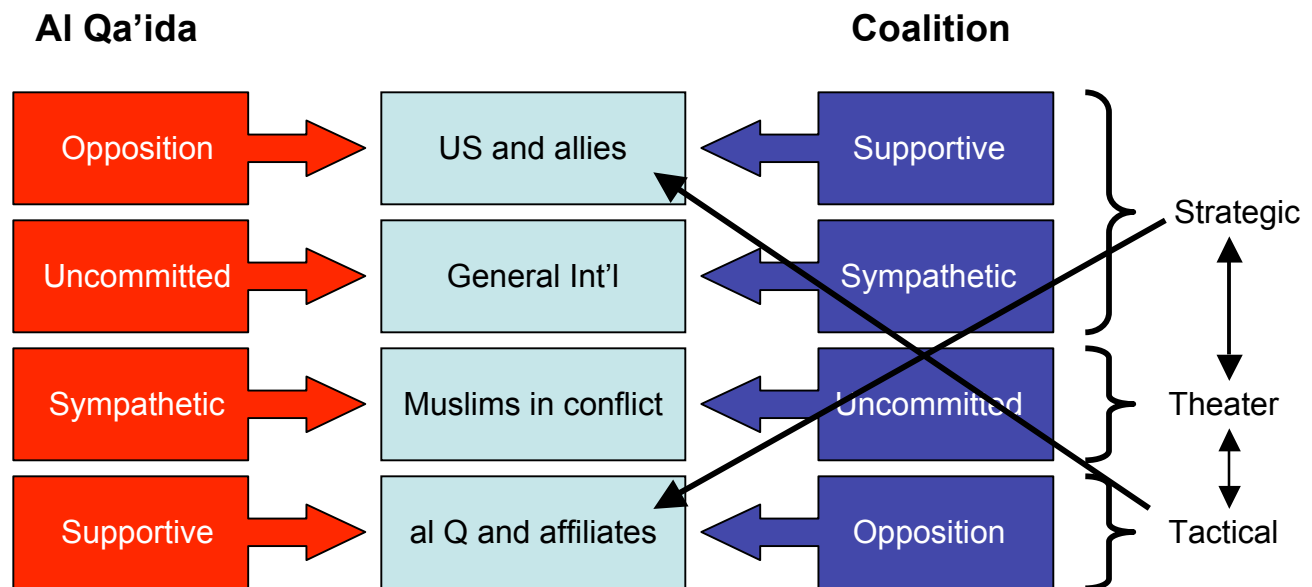 Al Qa’ida
Coalition
Opposition
US and allies
Supportive
Strategic
Uncommitted
General Int’l
Sympathetic
Sympathetic
Muslims in conflict
Uncommitted
Theater
Supportive
al Q and affiliates
Opposition
Tactical